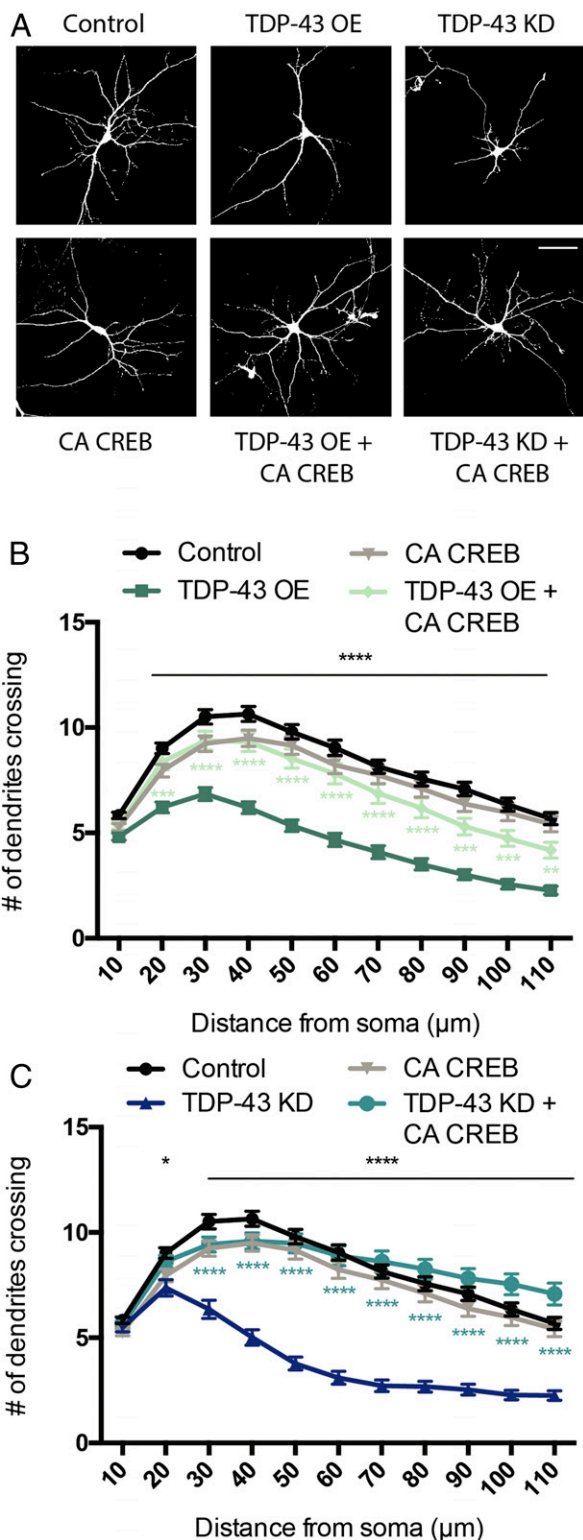 A
Control TDP-43 OE TDP-43 KD
CA CREB TDP-43 OE + TDP-43 KD +
CA CREB CA CREB
B
Control CA CREB
TDP-43 OE TDP-43 OE +
CA CREB
15
10
5
0
# of dendrites crossing
****
*** **** **** **** **** **** **** *** *** **
10 20 30 40 50 60 70 80 90 100 110
Distance from soma (μm)
C
Control CA CREB
TDP-43 KD TDP-43 KD +
CA CREB
15
10
5
0
# of dendrites crossing
* ****
**** **** **** **** **** **** **** **** ****
10 20 30 40 50 60 70 80 90 100 110
Distance from soma (μm)